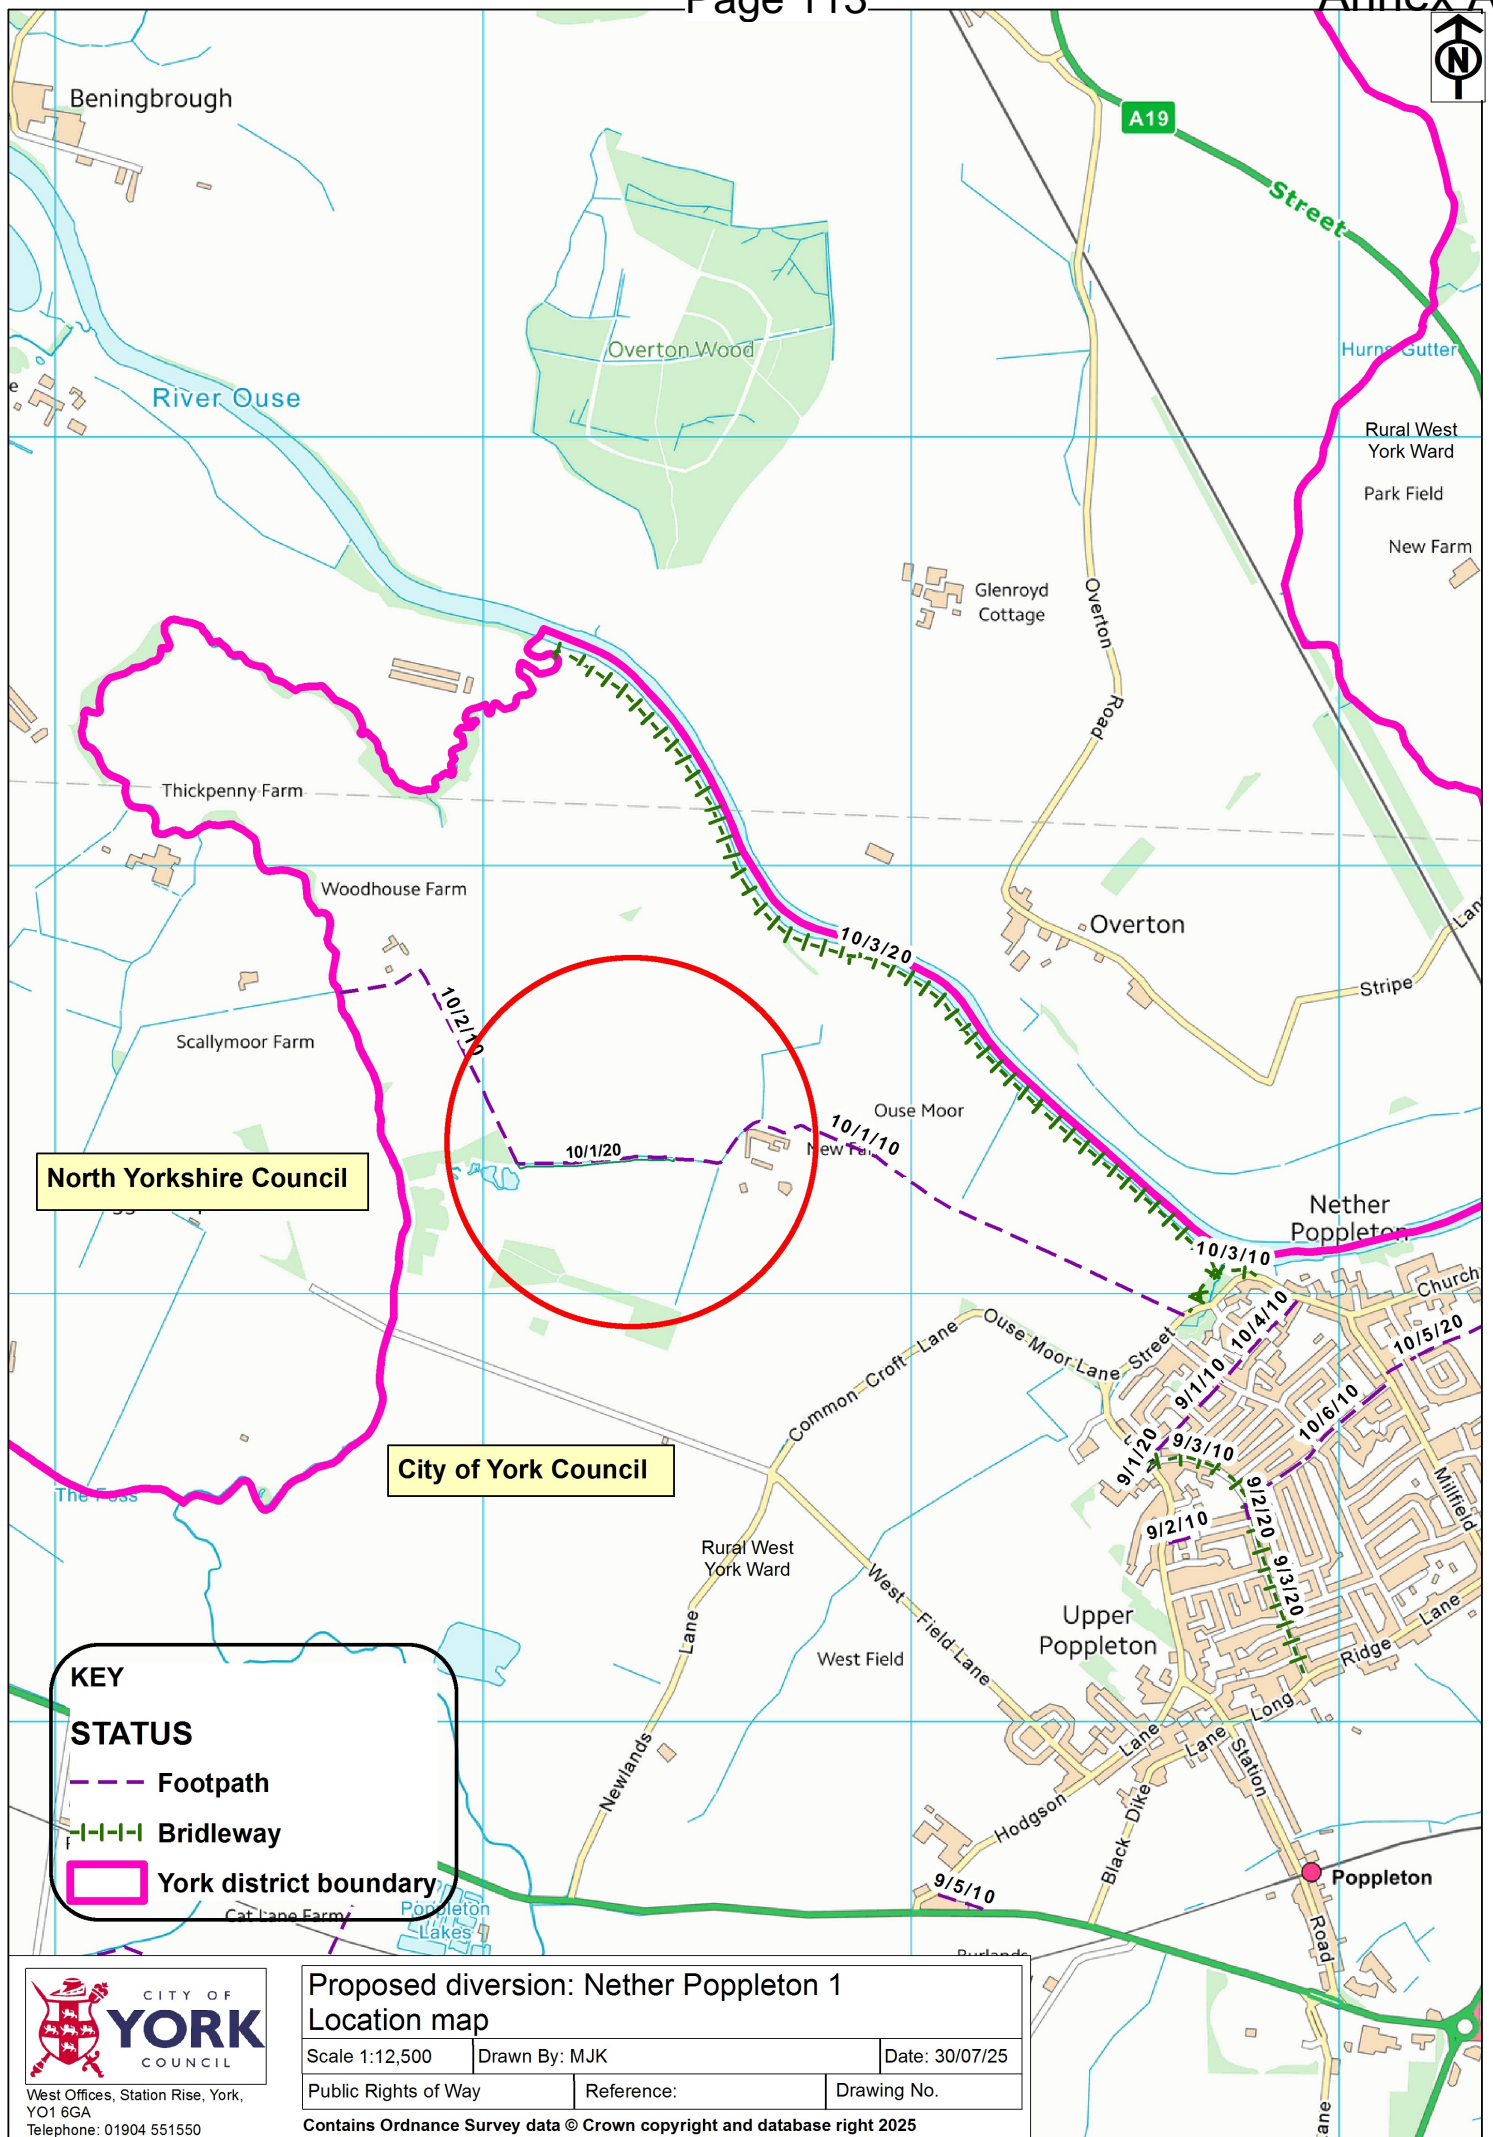 Page 113
Annex A
N
Beningbrough
A19
Street
Overton Wood
River Ouse
Hurns Gutter
Rural West
York Ward
Park Field
New Farm
Glenroyd
Cottage
Overton
Road
Thickpenny Farm
Woodhouse Farm
10/3/20
Overton
Lan
Stripe
10/2/10
Scallymoor Farm
Ouse Moor
10/1/10
10/1/20
North Yorkshire Council
Nether
Poppleton
10/3/10
Church
Ouse Moor Lane
Street
10/4/10
10/5/20
9/1/10
Common Croft Lane
10/6/10
9/1/20
9/3/10
City of York Council
The Foss
Millfield
9/2/20
9/2/10
Rural West
York Ward
9/3/20
West Field Lane
Upper
Poppleton
Lane
Ridge Lane
West Field
Long
Newlands
Lane
Lane
Station
Hodgson
Black Dike
Road
Poppleton
9/5/10
KEY
STATUS
Footpath
Bridleway
York district boundary
Cat Lane Farm
Poppleton
Lakes
ane
CITY OF
YORK
COUNCIL
West Offices, Station Rise, York,
YO1 6GA
Telephone: 01904 551550
Proposed diversion: Nether Poppleton 1
Location map
Scale 1:12,500
Drawn By: MJK
Date: 30/07/25
Public Rights of Way
Reference:
Drawing No.
Contains Ordnance Survey data © Crown copyright and database right 2025